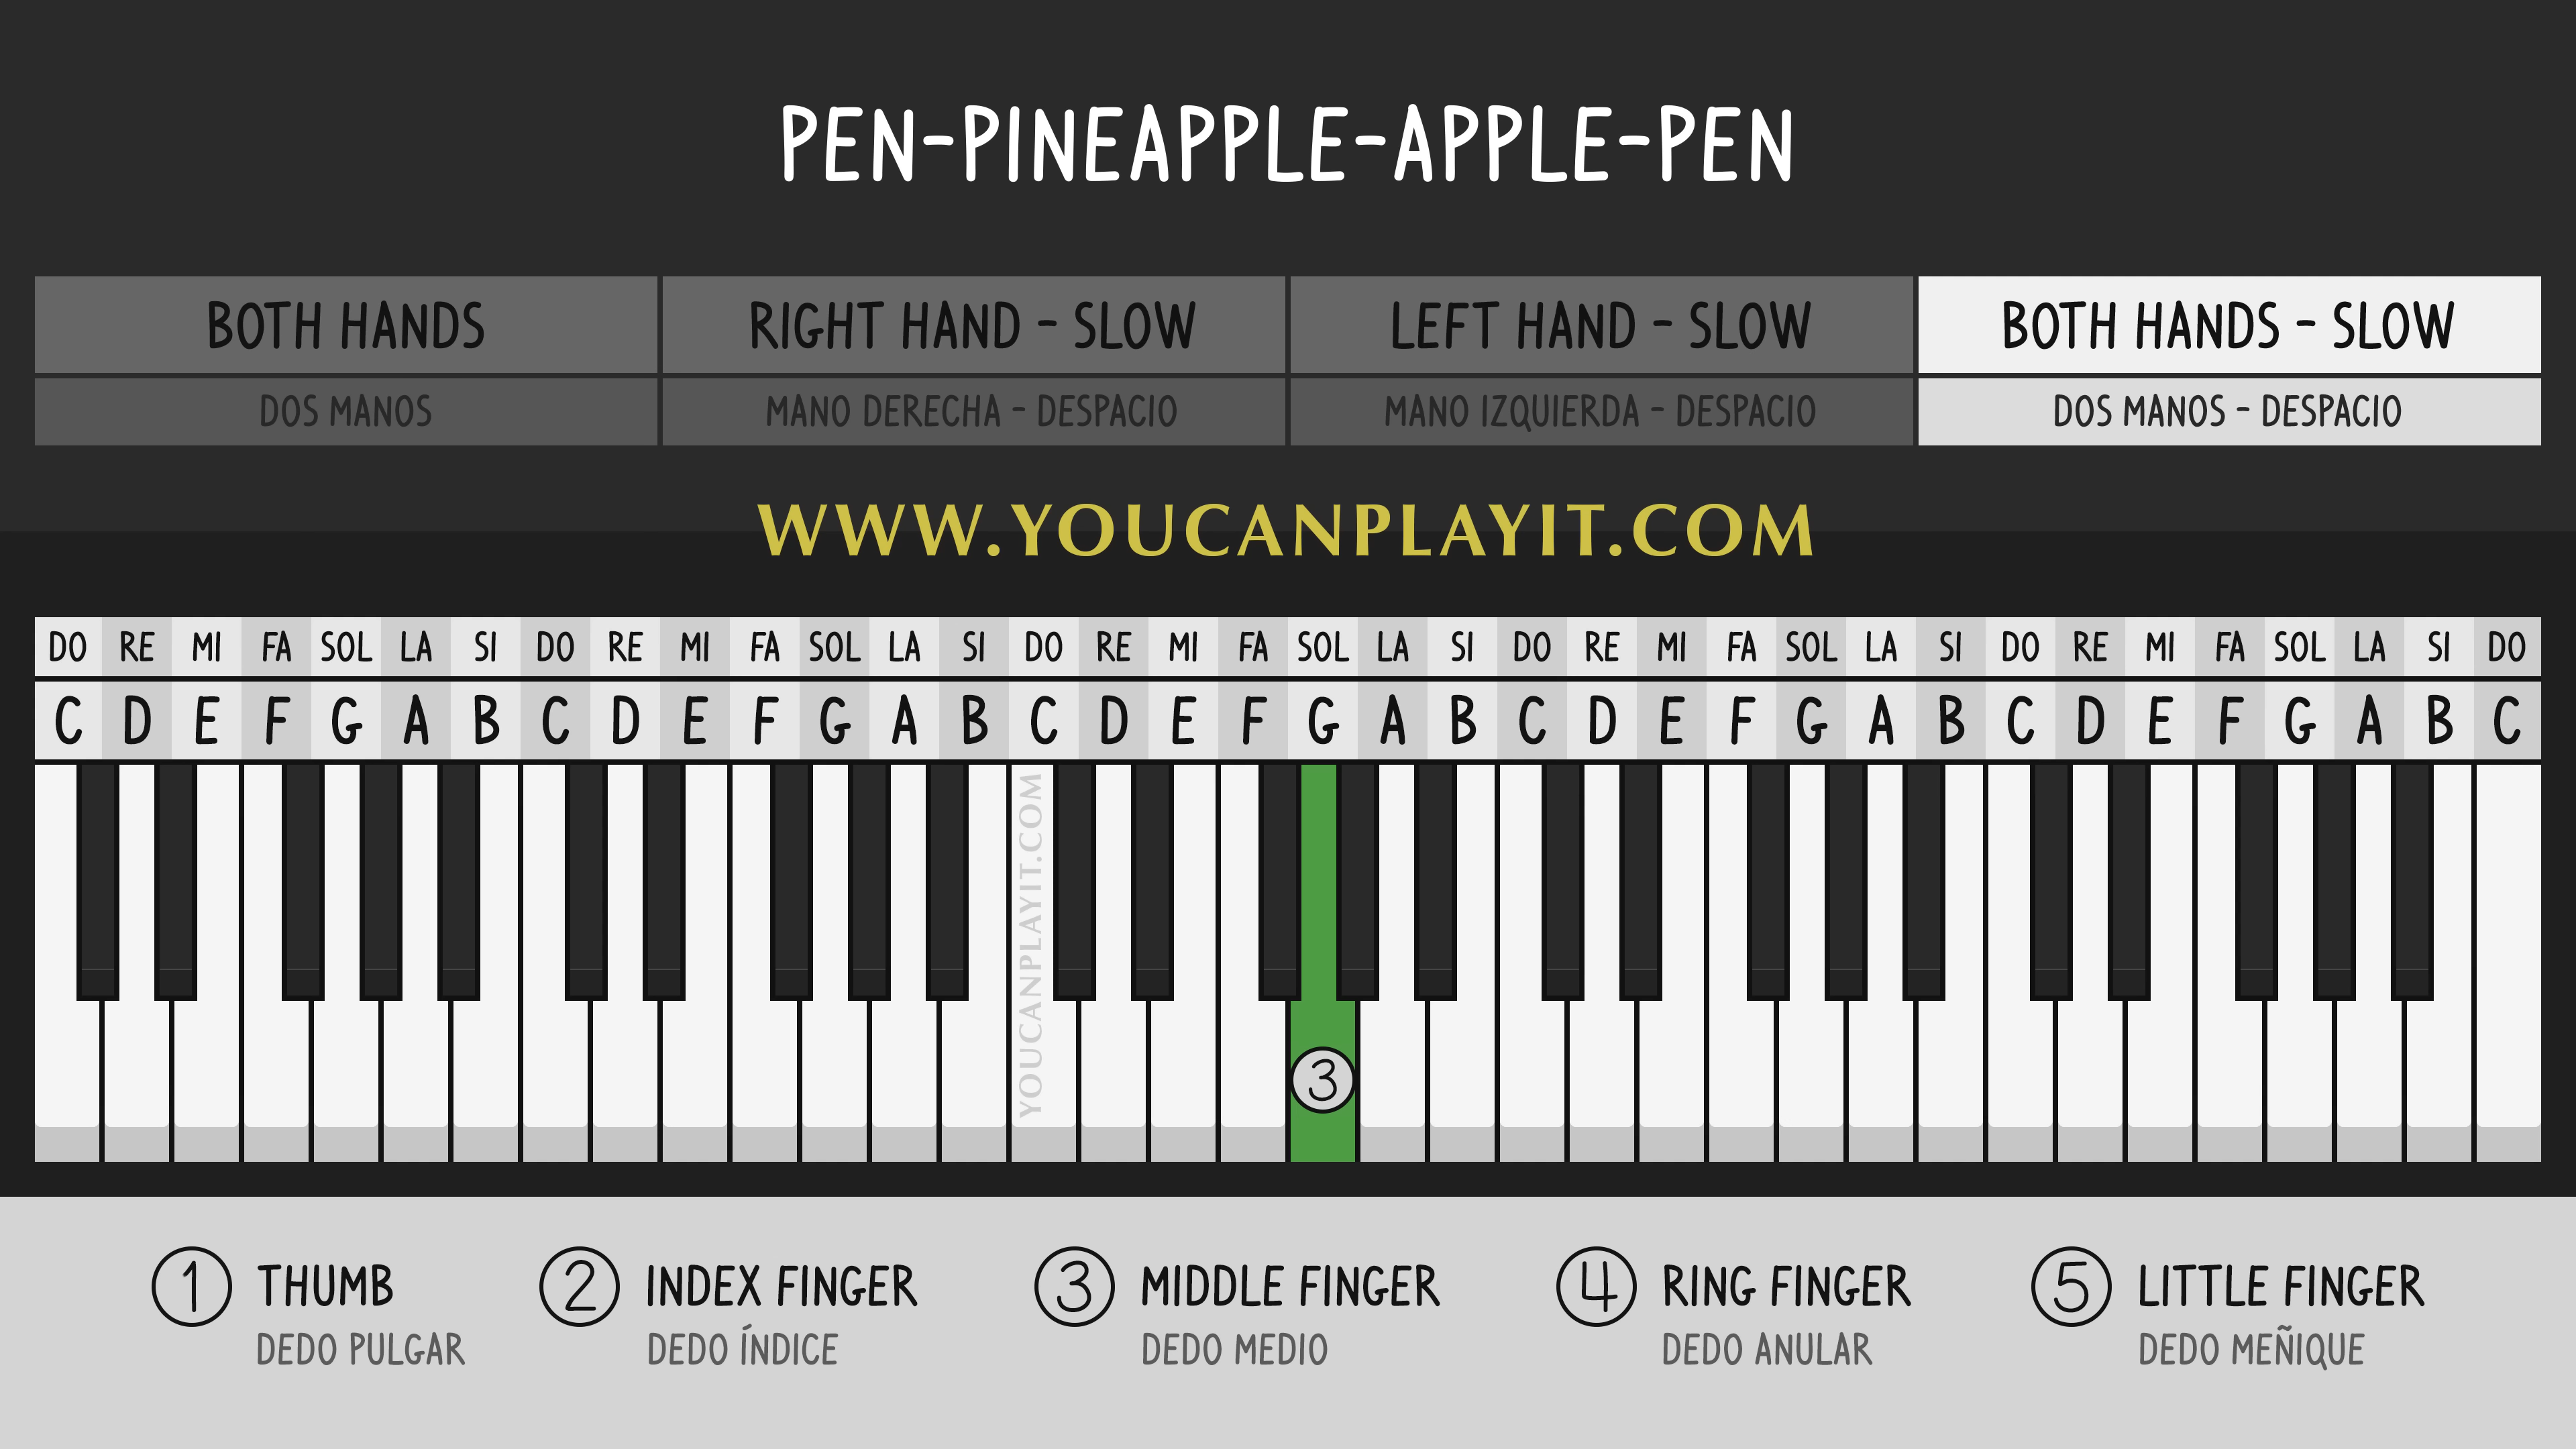 PEN-PINEAPPLE-APPLE-PEN
BOTH HANDS RIGHT HAND - SLOW LEFT HAND - SLOW BOTH HANDS - SLOW
DOS MANOS MANO DERECHA - DESPACIO MANO IZQUIERDA - DESPACIO DOS MANOS - DESPACIO
WWW.YOUCANPLAYIT.COM
DO RE MI FA SOL LA SI DO RE MI FA SOL LA SI DO RE MI FA SOL LA SI DO RE MI FA SOL LA SI DO RE MI FA SOL LA SI DO
C D E F G A B C D E F G A B C D E F G A B C D E F G A B C D E F G A B C
YOUCANPLAYIT.COM
3
1 THUMB 2 INDEX FINGER 3 MIDDLE FINGER 4 RING FINGER 5 LITTLE FINGER
DEDO PULGAR DEDO ÍNDICE DEDO MEDIO DEDO ANULAR DEDO MEÑIQUE